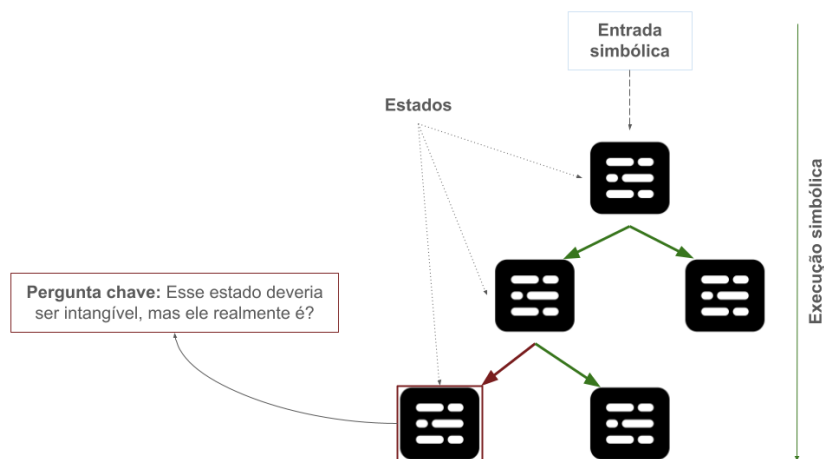 Entrada
simbólica
Estados
Execução simbólica
Pergunta chave: Esse estado deveria
ser intangível, mas ele realmente é?